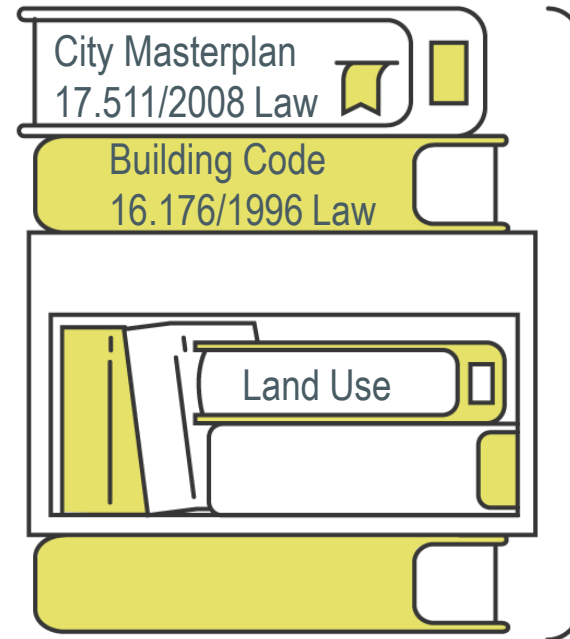 City Masterplan
17.511/2008 Law
Building Code
16.176/1996 Law
Land Use